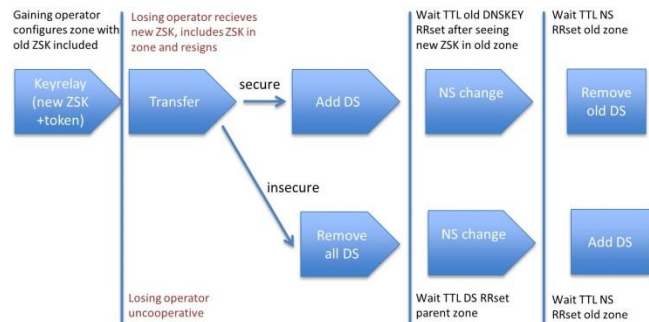 Gaining operator
configures zone with
old ZSK included
Losing operator
recieves
new ZSK, includes ZSK in
zone and resigns
Wait TTL old DNSKEY
RRset after seeing
new ZSK in old zone
Wait TTL NS
RRset old zone
Keyrelay
(new ZSK
+token)
Transfer
secure
Add DS
NS change
Remove
old DS
insecure
Remove
all DS
NS change
Add DS
Losing operator
uncooperative
Wait TTL DS RRset
parent zone
Wait TTL NS
RRset old zone